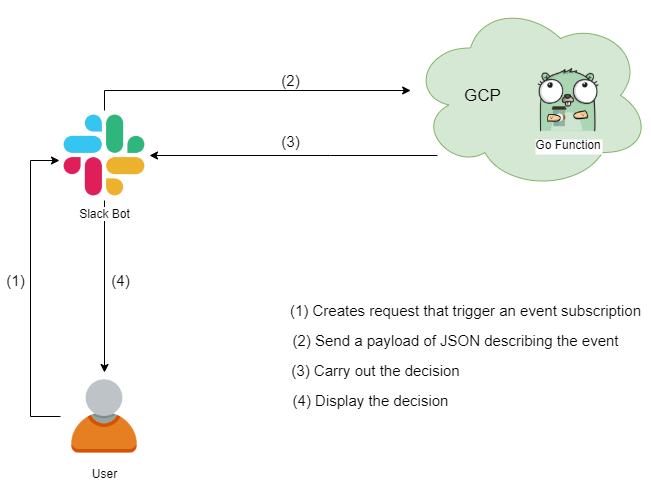 (2)
GCP
Go Function
(3)
Slack Bot
(1)
(4)
(1) Creates request that trigger an event subscription
(2) Send a payload of JSON describing the event
(3) Carry out the decision
(4) Display the decision
User